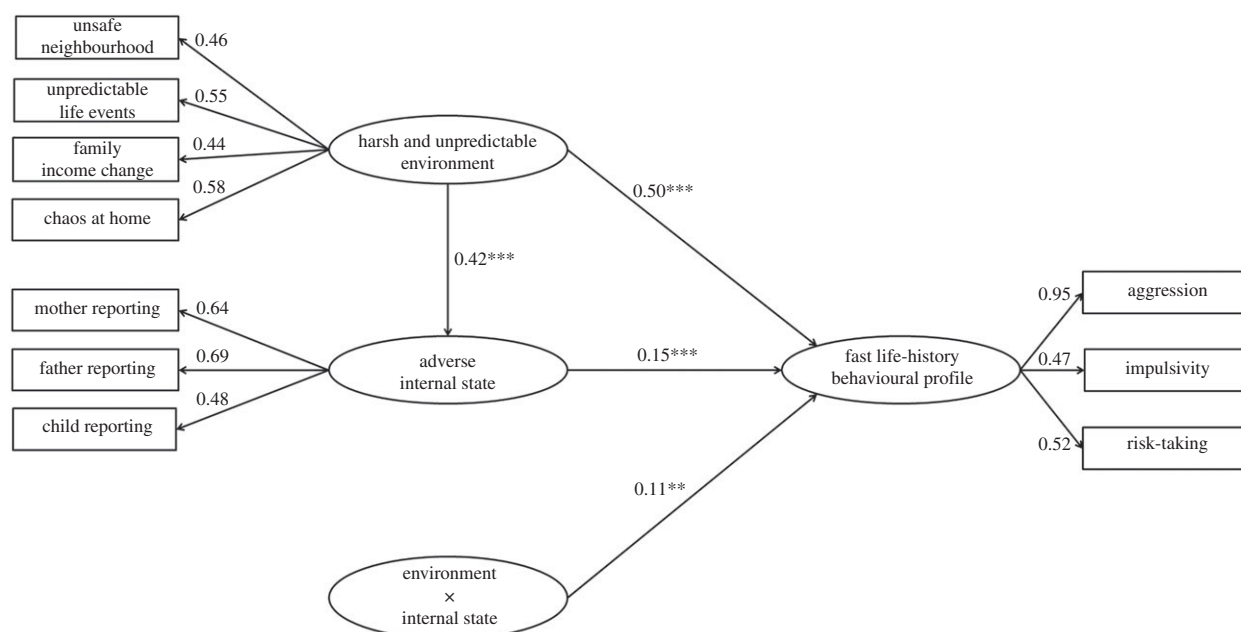 unsafe
neighbourhood
0.46
unpredictable
life events
0.55
family
income change
0.44
chaos at home
0.58
harsh and unpredictable
environment
0.50***
0.42***
mother reporting
0.64
father reporting
0.69
child reporting
0.48
adverse
internal state
0.15***
fast life-history
behavioural profile
0.95
aggression
0.47
impulsivity
0.52
risk-taking
0.11**
environment
×
internal state